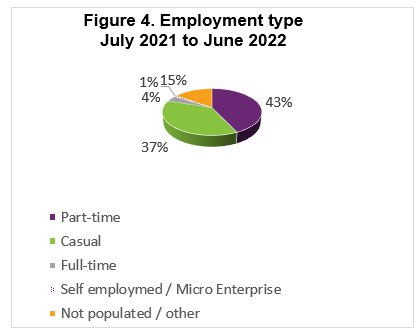 Figure 4. Employment type
July 2021 to June 2022
1% 15%
4%
43%
37%
Part-time
Casual
Full-time
Self employmed / Micro Enterprise
Not populated / other